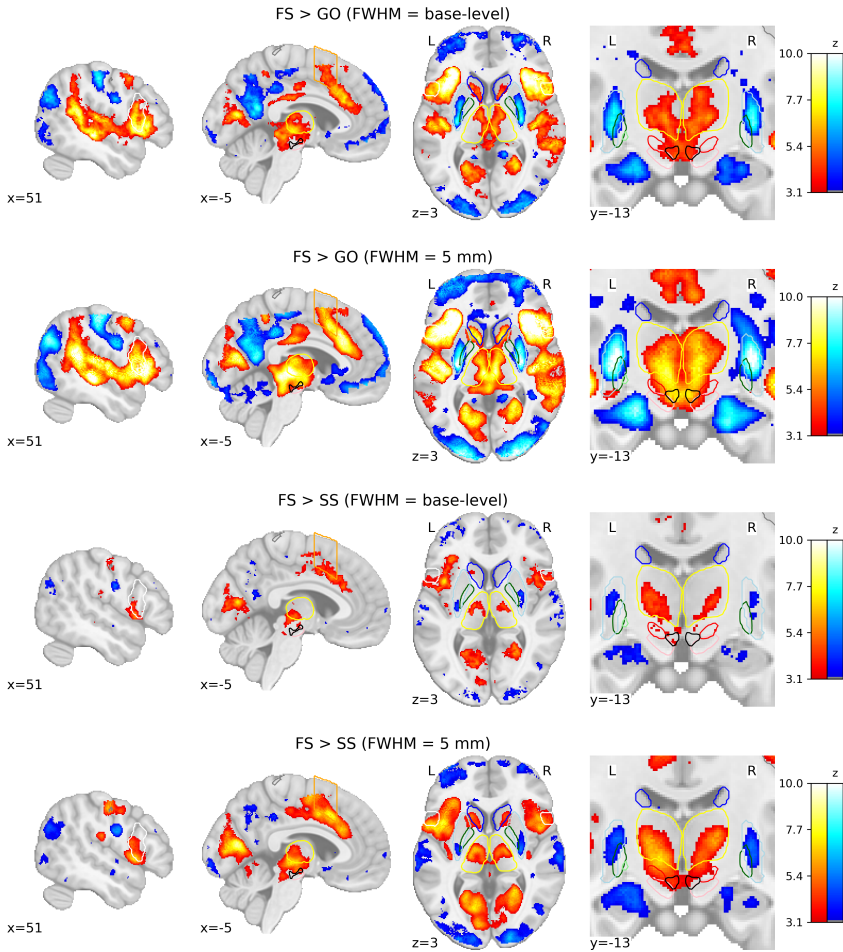 FS > GO (FWHM = base-level)
L R L R z
10.0
7.7
5.4
3.1
x=51 x=-5 z=3 y=-13
FS > GO (FWHM = 5 mm)
L R L R z
10.0
7.7
5.4
3.1
x=51 x=-5 z=3 y=-13
FS > SS (FWHM = base-level)
L R L R z
10.0
7.7
5.4
3.1
x=51 x=-5 z=3 y=-13
FS > SS (FWHM = 5 mm)
L R L R z
10.0
7.7
5.4
3.1
x=51 x=-5 z=3 y=-13